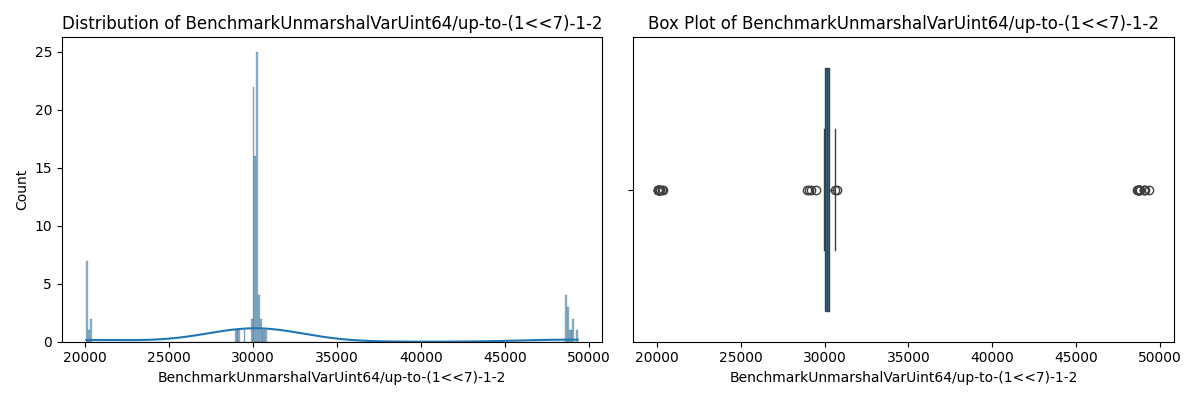 Distribution of BenchmarkUnmarshalVarUint64/up-to-(1<<7)-1-2
25
20
15
10
5
0
Count
20000 25000 30000 35000 40000 45000 50000
BenchmarkUnmarshalVarUint64/up-to-(1<<7)-1-2
Box Plot of BenchmarkUnmarshalVarUint64/up-to-(1<<7)-1-2
20000 25000 30000 35000 40000 45000 50000
BenchmarkUnmarshalVarUint64/up-to-(1<<7)-1-2